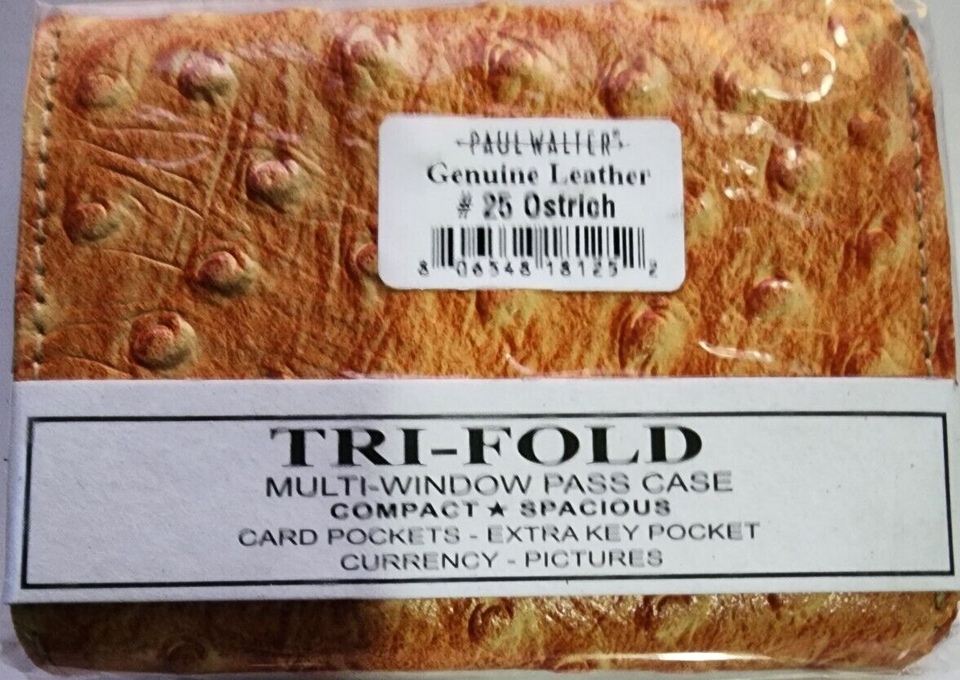 PAUL WALTER®
Genuine Leather
# 25 Ostrich
8 06548 18125 2
TRI-FOLD
MULTI-WINDOW PASS CASE
COMPACT ★ SPACIOUS
CARD POCKETS - EXTRA KEY POCKET
CURRENCY - PICTURES